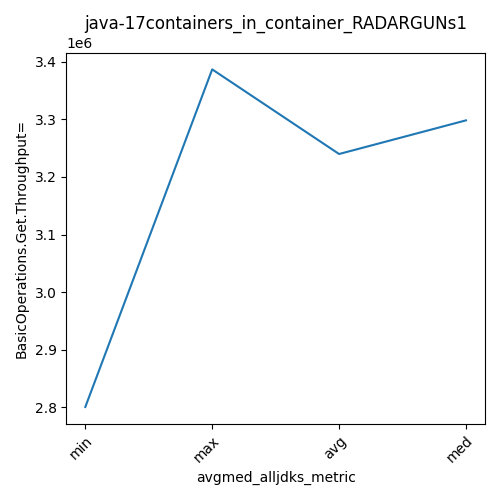 java-17containers_in_container_RADARGUNs1
1e6
3.4
3.3
3.2
3.1
3.0
2.9
2.8
BasicOperations.Get.Throughput=
min
max
avg
med
avgmed_alljdks_metric